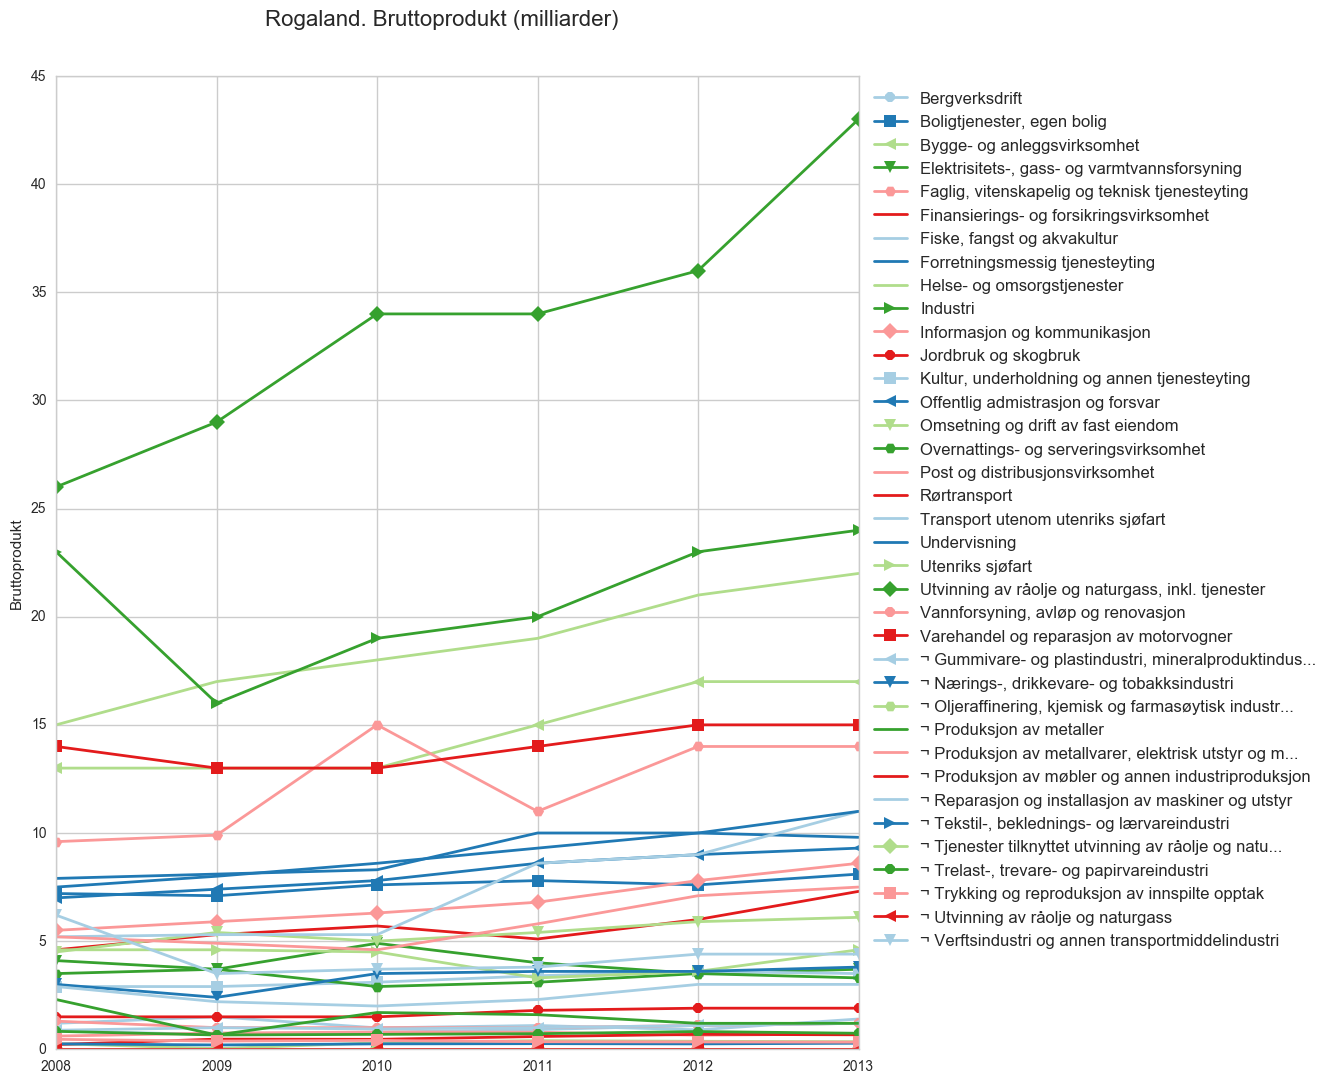 Rogaland. Bruttoprodukt (milliarder)
45
40
35
30
25
20
15
10
5
0
Bruttoprodukt
2008
2009
2010
2011
2012
2013
Bergverksdrift
Boligtjenester, egen bolig
Bygge- og anleggsvirksomhet
Elektrisitets-, gass- og varmtvannsforsyning
Faglig, vitenskapelig og teknisk tjenesteyting
Finansierings- og forsikringsvirksomhet
Fiske, fangst og akvakultur
Forretningsmessig tjenesteyting
Helse- og omsorgstjenester
Industri
Informasjon og kommunikasjon
Jordbruk og skogbruk
Kultur, underholdning og annen tjenesteyting
Offentlig admistrasjon og forsvar
Omsetning og drift av fast eiendom
Overnattings- og serveringsvirksomhet
Post og distribusjonsvirksomhet
Rørtransport
Transport utenom utenriks sjøfart
Undervisning
Utenriks sjøfart
Utvinning av råolje og naturgass, inkl. tjenester
Vannforsyning, avløp og renovasjon
Varehandel og reparasjon av motorvogner
¬ Gummivare- og plastindustri, mineralproduktindus...
¬ Nærings-, drikkevare- og tobakksindustri
¬ Oljeraffinering, kjemisk og farmasøytisk industr...
¬ Produksjon av metaller
¬ Produksjon av metallvarer, elektrisk utstyr og m...
¬ Produksjon av møbler og annen industriproduksjon
¬ Reparasjon og installasjon av maskiner og utstyr
¬ Tekstil-, beklednings- og lærvareindustri
¬ Tjenester tilknyttet utvinning av råolje og natu...
¬ Trelast-, trevare- og papirvareindustri
¬ Trykking og reproduksjon av innspilte opptak
¬ Utvinning av råolje og naturgass
¬ Verftsindustri og annen transportmiddelindustri